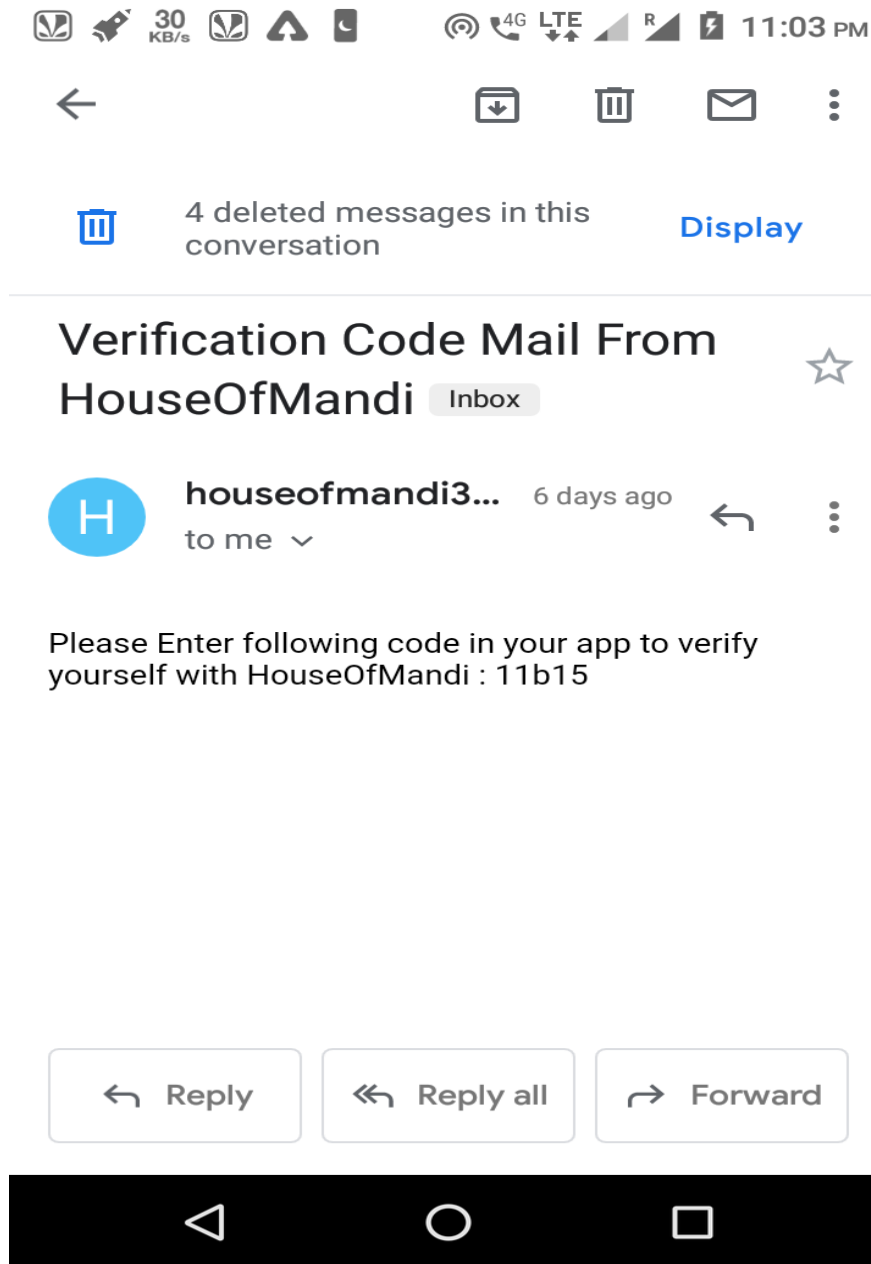 30
KB/s
4G
LTE
R
11:03 PM
4 deleted messages in this
conversation
Display
Verification Code Mail From
HouseOfMandi Inbox
H
houseofmandi3... 6 days ago
to me
Please Enter following code in your app to verify
yourself with HouseOfMandi : 11b15
Reply
Reply all
Forward